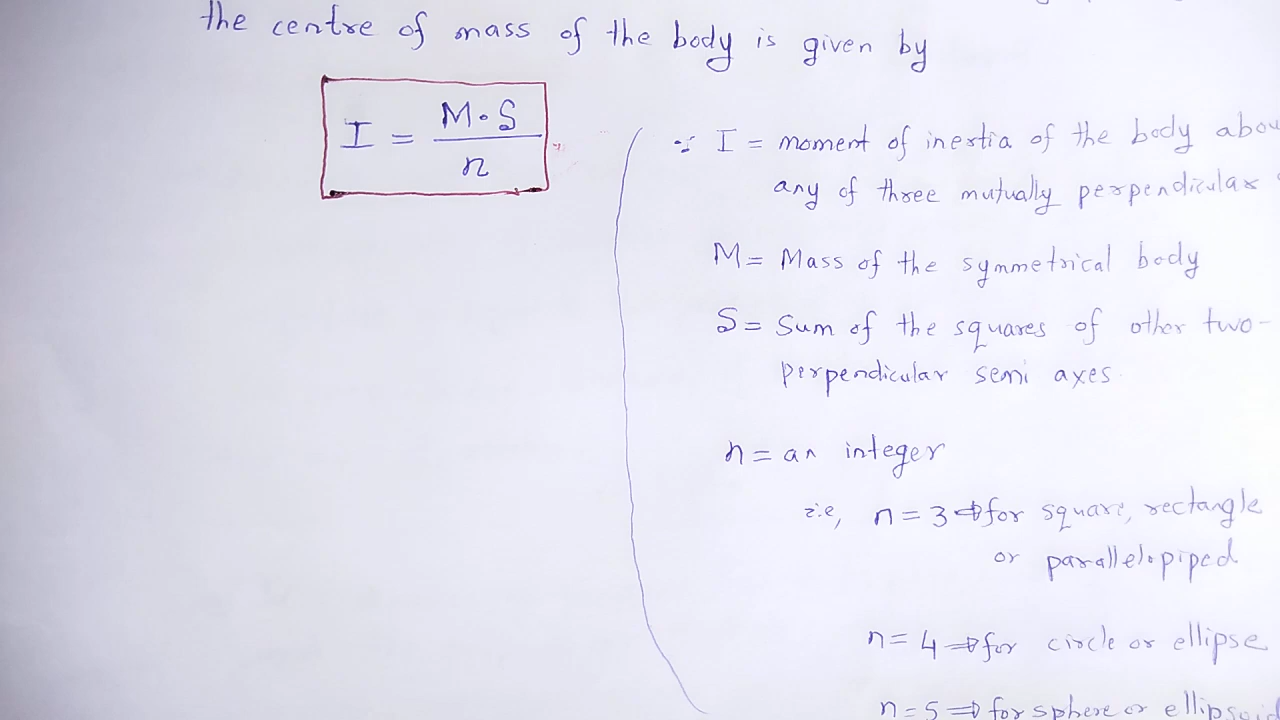 the centre of mass of the body is given by
I = M·S / n
∵ I = moment of inertia of the body abou
any of three mutually perpendicular
M = Mass of the symmetrical body
S = Sum of the squares of other two-
perpendicular semi axes
n = an integer
i.e, n = 3 ⇒ for square, rectangle
or parallelopiped
n = 4 ⇒ for circle or ellipse
n = 5 ⇒ for sphere or ellipsoid